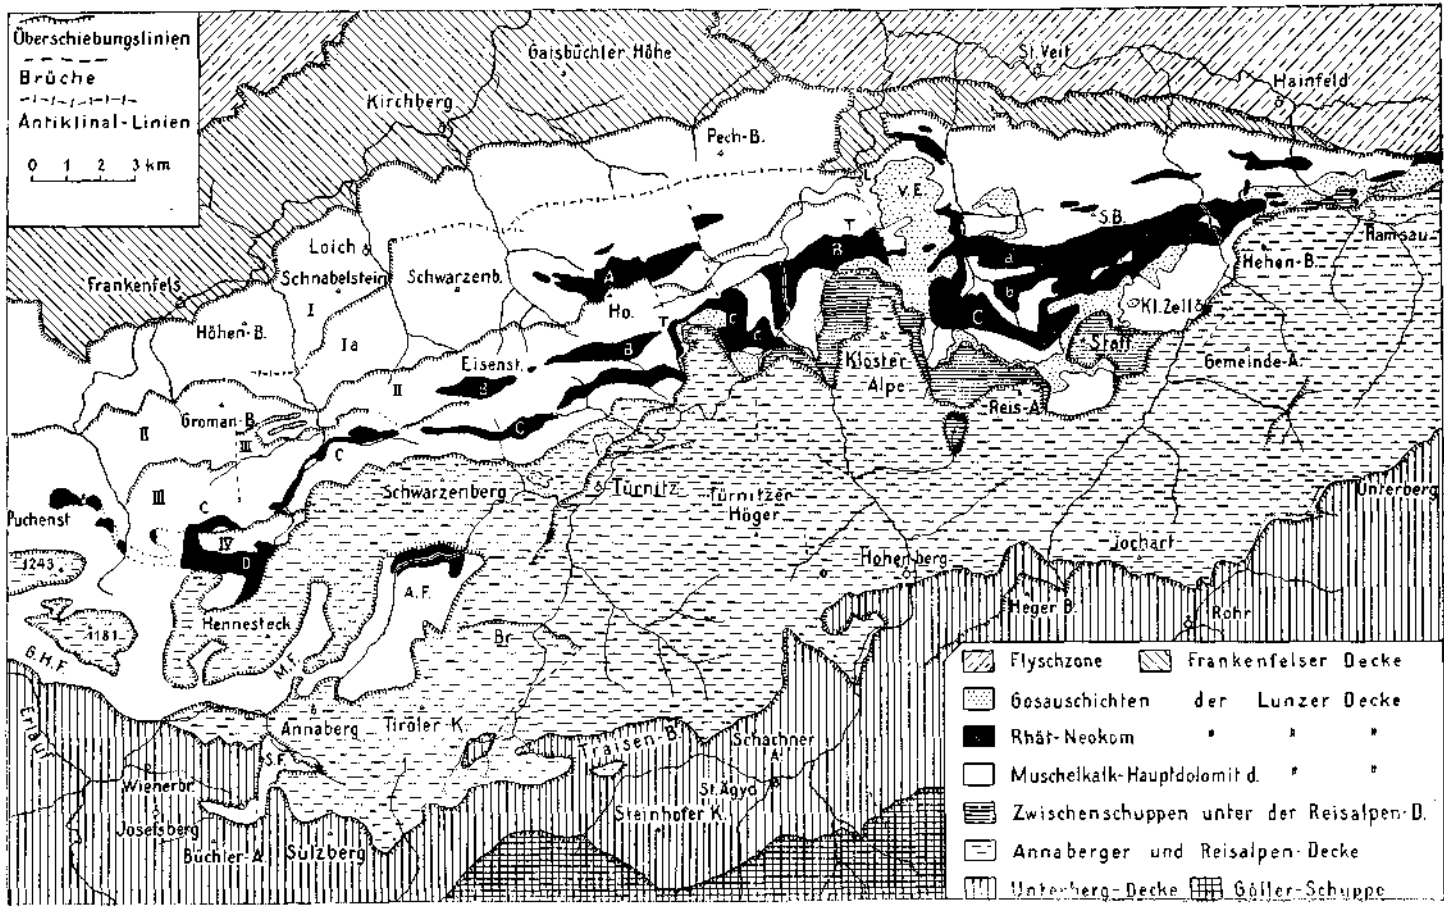 Überschiebungslinien
Brüche
Antiklinal-Linien
0 1 2 3 km
Gaisbüchler Höhe
St. Veit
Hainfeld
Kirchberg
Pech-B.
L
V.E.
S.B.
Ramsau
Loich
Schnabelstein
Schwarzenb.
T
B
a
Hehen-B.
Frankenfels
A
Ho.
b
Kl. Zell
Höhen-B.
I
I a
T
C
c
C
Staff
Eisenst.
B
Kloster-
Alpe
Gemeinde-A.
II
B
Reis-A.
Groman-B.
II
III
C
C
Schwarzenberg
Türnitz
Türnitzer
Höger
Unterberg
III
C
Puchenst
IV
D
1243
Hohenberg
Jochart
A.F.
Heger B
Rohr
1181
Hennesteck
Br
G.H.F.
M.F.
Erlauf
Annaberg
Tiroler K.
Traisen-B.
Schachner
A.
S.F.
Wienerbr.
St. Ägyd
Josefsberg
Steinhofer K.
Büchler-A.
Sulzberg
Flyschzone Frankenfelser Decke
Gosauschichten der Lunzer Decke
Rhät-Neokom " " "
Muschelkalk-Hauptdolomit d. " "
Zwischenschuppen unter der Reisalpen-D.
Annaberger und Reisalpen-Decke
Unterberg-Decke Göller-Schuppe